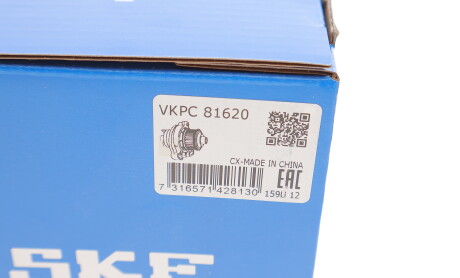 VKPC 81620
CX-MADE IN CHINA
EAC
7 316571 428130
159U 12
SKF